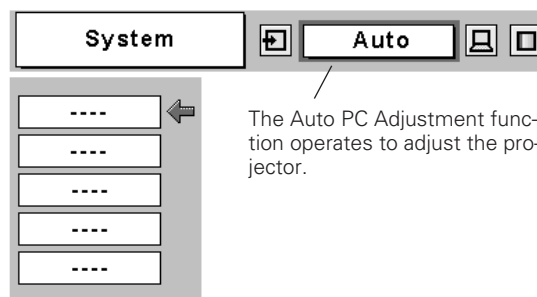 System
Auto
----
----
----
----
----
The Auto PC Adjustment func-
tion operates to adjust the pro-
jector.